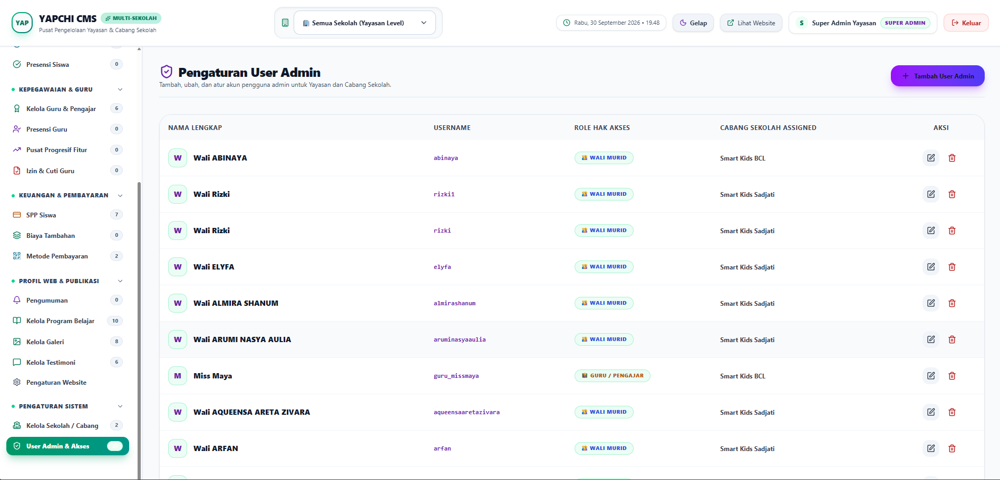 YAP
YAPCHI CMS
MULTI-SEKOLAH
Pusat Pengelolaan Yayasan & Cabang Sekolah
Semua Sekolah (Yayasan Level)
Rabu, 30 September 2026 • 19.48
Gelap
Lihat Website
S
Super Admin Yayasan
SUPER ADMIN
Keluar
Presensi Siswa 0
KEPEGAWAIAN & GURU
Kelola Guru & Pengajar 6
Presensi Guru 0
Pusat Progresif Fitur 0
Izin & Cuti Guru 0
KEUANGAN & PEMBAYARAN
SPP Siswa 7
Biaya Tambahan 0
Metode Pembayaran 2
PROFIL WEB & PUBLIKASI
Pengumuman 0
Kelola Program Belajar 10
Kelola Galeri 8
Kelola Testimoni 6
Pengaturan Website
PENGATURAN SISTEM
Kelola Sekolah / Cabang 2
User Admin & Akses
Pengaturan User Admin
Tambah, ubah, dan atur akun pengguna admin untuk Yayasan dan Cabang Sekolah.
+ Tambah User Admin
NAMA LENGKAP USERNAME ROLE HAK AKSES CABANG SEKOLAH ASSIGNED AKSI
W Wali ABINAYA abinaya WALI MURID Smart Kids BCL
W Wali Rizki rizki1 WALI MURID Smart Kids Sadjati
W Wali Rizki rizki WALI MURID Smart Kids Sadjati
W Wali ELYFA elyfa WALI MURID Smart Kids Sadjati
W Wali ALMIRA SHANUM almirashanum WALI MURID Smart Kids Sadjati
W Wali ARUMI NASYA AULIA aruminasyaaulia WALI MURID Smart Kids Sadjati
M Miss Maya guru_missmaya GURU / PENGAJAR Smart Kids BCL
W Wali AQUEENSA ARETA ZIVARA aqueensaaretazivara WALI MURID Smart Kids Sadjati
W Wali ARFAN arfan WALI MURID Smart Kids Sadjati